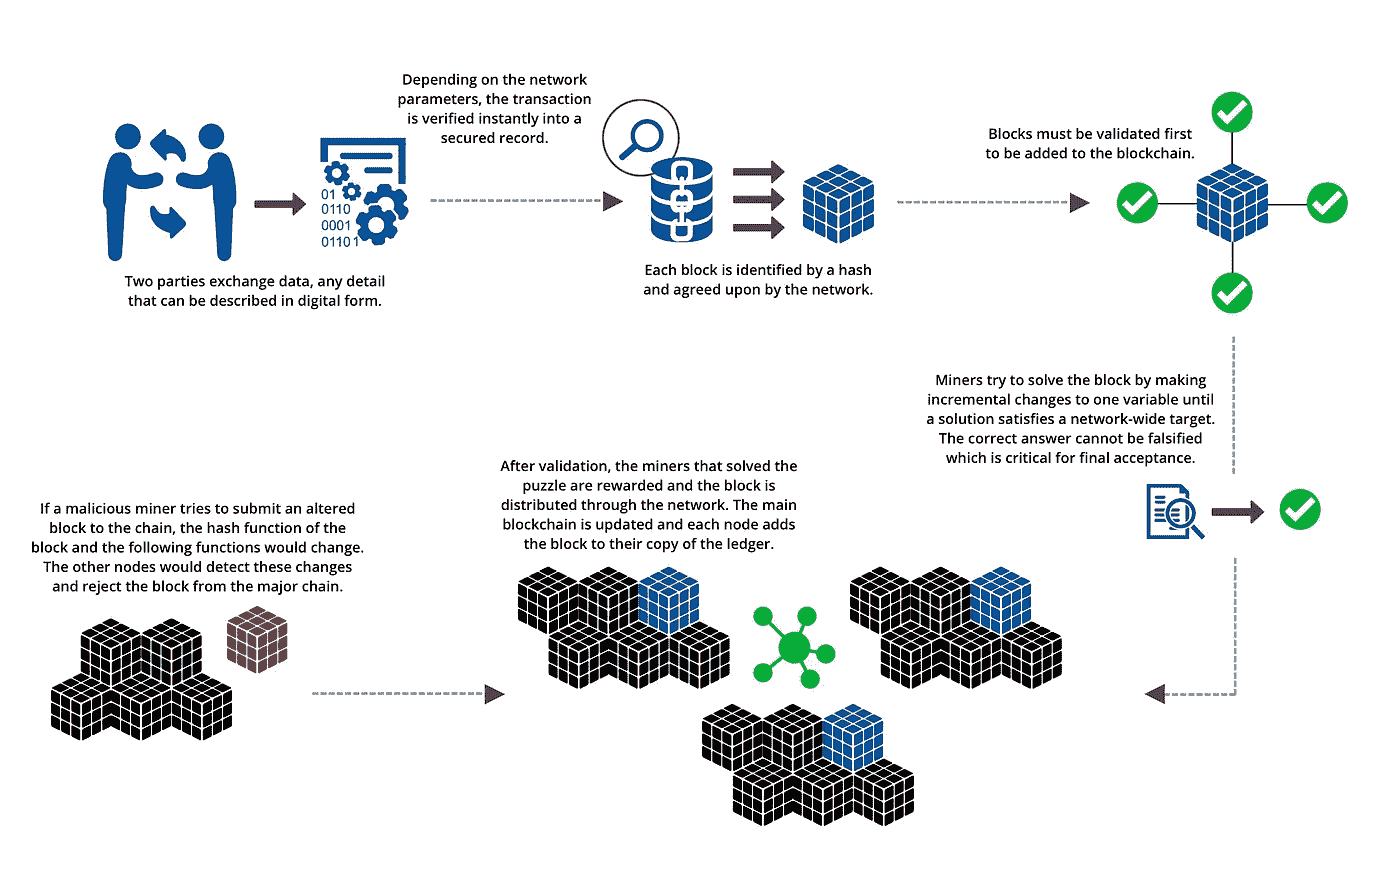 Depending on the network
parameters, the transaction
is verified instantly into a
secured record.
01
0110
0001
01101
Two parties exchange data, any detail
that can be described in digital form.
Each block is identified by a hash
and agreed upon by the network.
Blocks must be validated first
to be added to the blockchain.
Miners try to solve the block by making
incremental changes to one variable until
a solution satisfies a network-wide target.
The correct answer cannot be falsified
which is critical for final acceptance.
After validation, the miners that solved the
puzzle are rewarded and the block is
distributed through the network. The main
blockchain is updated and each node adds
the block to their copy of the ledger.
If a malicious miner tries to submit an altered
block to the chain, the hash function of the
block and the following functions would change.
The other nodes would detect these changes
and reject the block from the major chain.